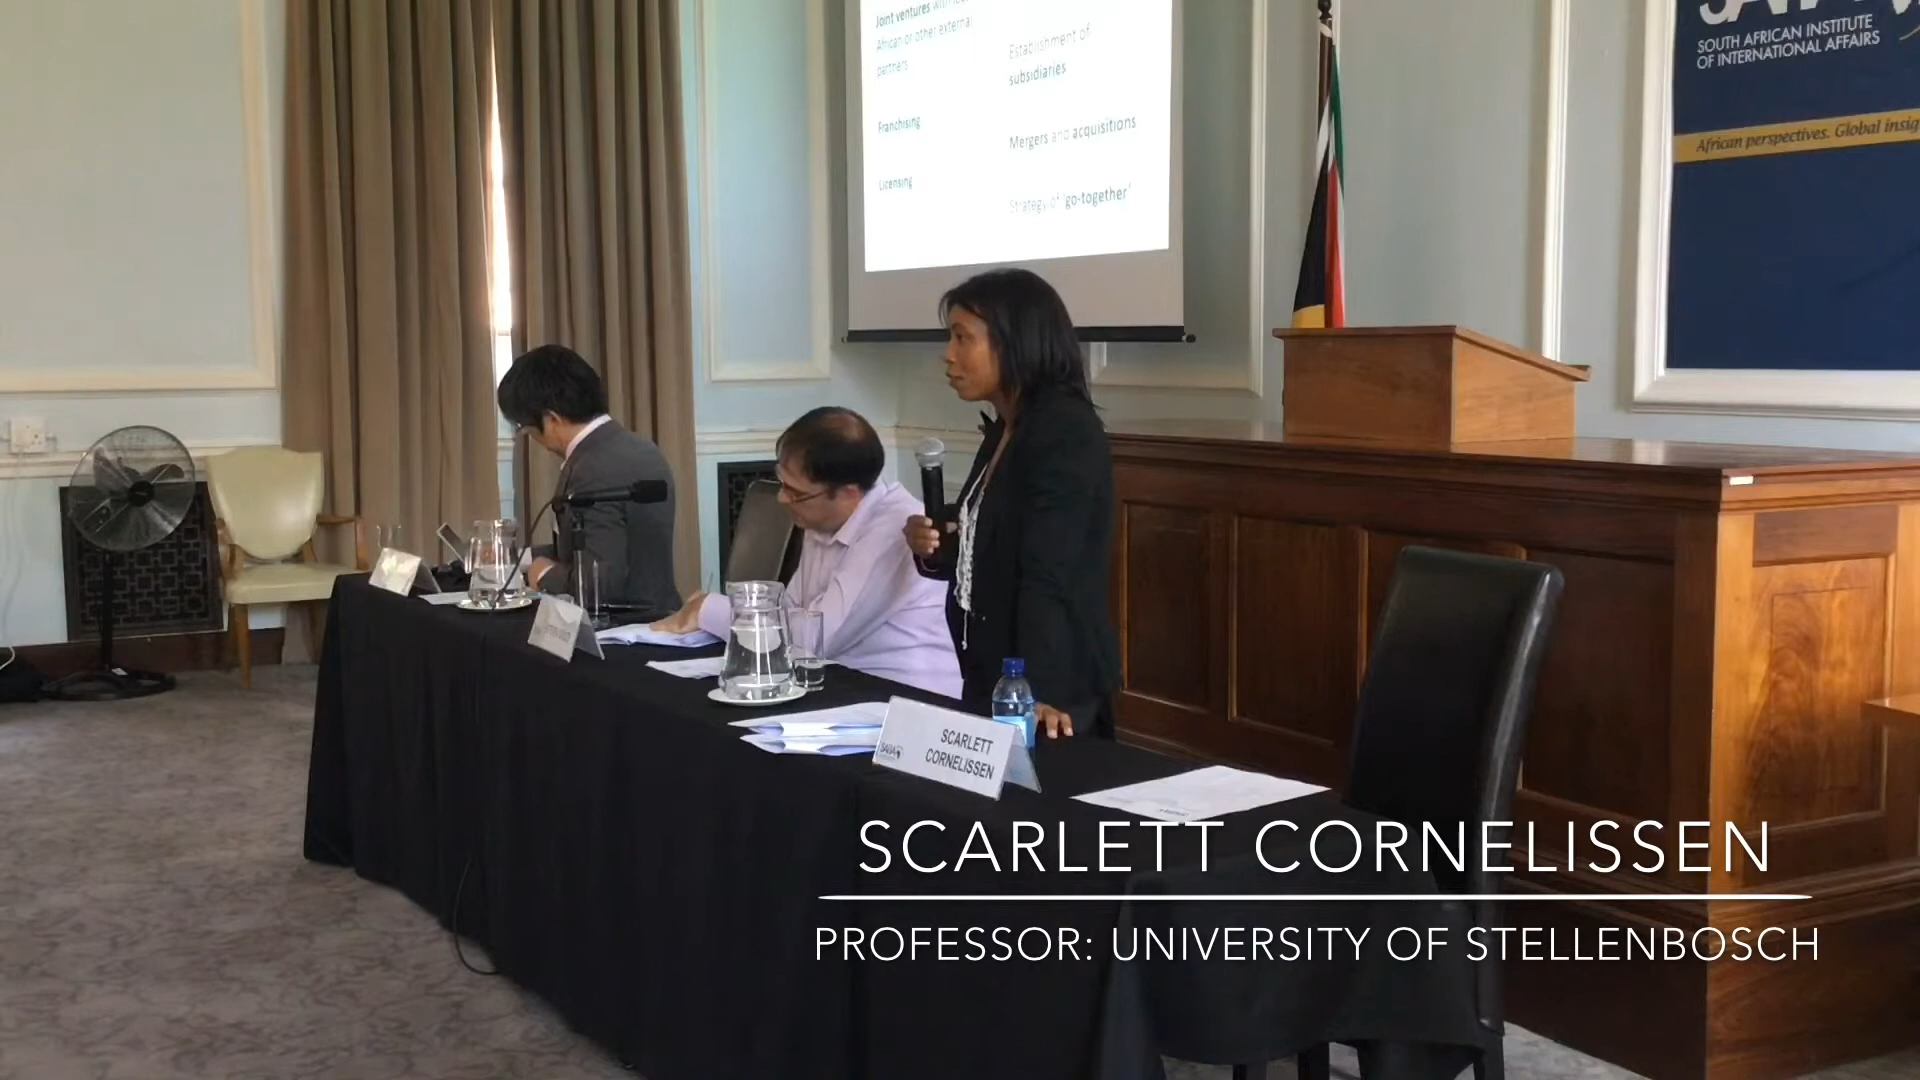 Joint ventures with
African or other external
partners
Franchising
Licensing
Establishment of
subsidiaries
Mergers and acquisitions
Strategy of 'go-together'
SOUTH AFRICAN INSTITUTE
OF INTERNATIONAL AFFAIRS
African perspectives. Global
SCARLETT
CORNELISSEN
SCARLETT CORNELISSEN
PROFESSOR: UNIVERSITY OF STELLENBOSCH